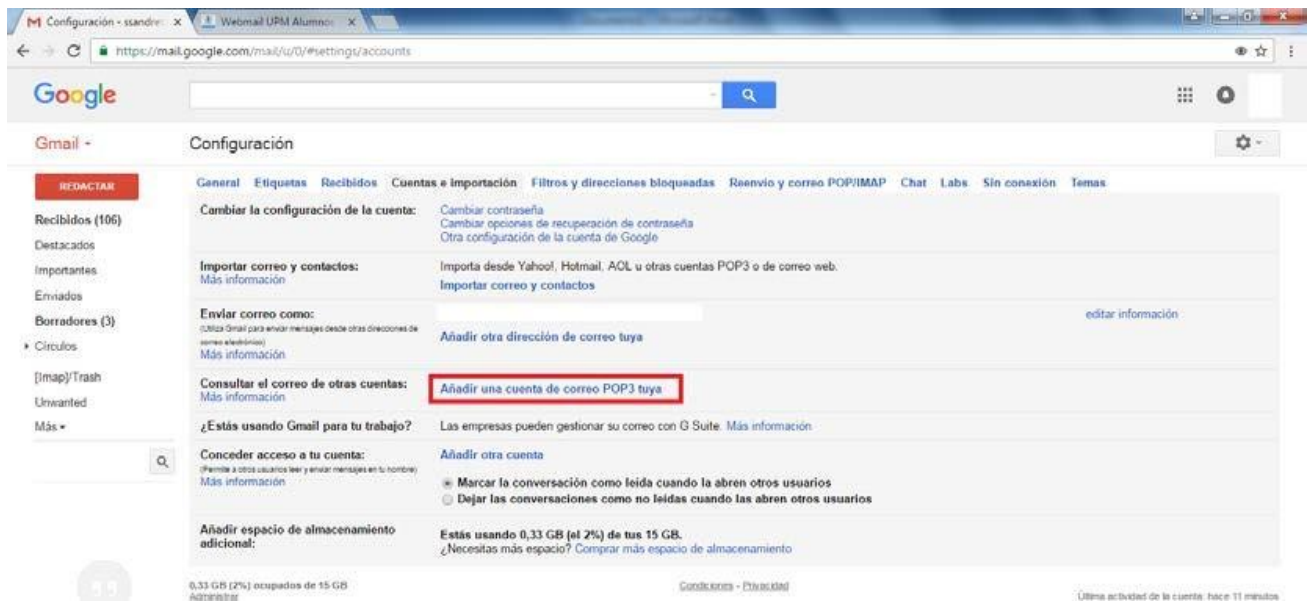 Configuración - ssandre
Webmail UPM Alumnos
https://mail.google.com/mail/u/0/#settings/accounts
Google
Gmail
Configuración
REDACTAR
General Etiquetas Recibidos Cuentas e importación Filtros y direcciones bloqueadas Reenvío y correo POP/IMAP Chat Labs Sin conexión Temas
Recibidos (106)
Destacados
Importantes
Enviados
Borradores (3)
Círculos
[Imap]/Trash
Unwanted
Más
Cambiar la configuración de la cuenta:
Cambiar contraseña
Cambiar opciones de recuperación de contraseña
Otra configuración de la cuenta de Google
Importar correo y contactos:
Más información
Importa desde Yahoo!, Hotmail, AOL u otras cuentas POP3 o de correo web.
Importar correo y contactos
Enviar correo como:
(Utiliza Gmail para enviar mensajes desde otras direcciones de
correo electrónico)
Más información
Añadir otra dirección de correo tuya
editar información
Consultar el correo de otras cuentas:
Más información
Añadir una cuenta de correo POP3 tuya
¿Estás usando Gmail para tu trabajo?
Las empresas pueden gestionar su correo con G Suite. Más información
Conceder acceso a tu cuenta:
(Permite a otros usuarios leer y enviar mensajes en tu nombre)
Más información
Añadir otra cuenta
Marcar la conversación como leída cuando la abren otros usuarios
Dejar las conversaciones como no leídas cuando las abren otros usuarios
Añadir espacio de almacenamiento
adicional:
Estás usando 0,33 GB (el 2%) de tus 15 GB.
¿Necesitas más espacio? Comprar más espacio de almacenamiento
0,33 GB (2%) ocupados de 15 GB
Administrar
Condiciones - Privacidad
Última actividad de la cuenta: hace 11 minutos